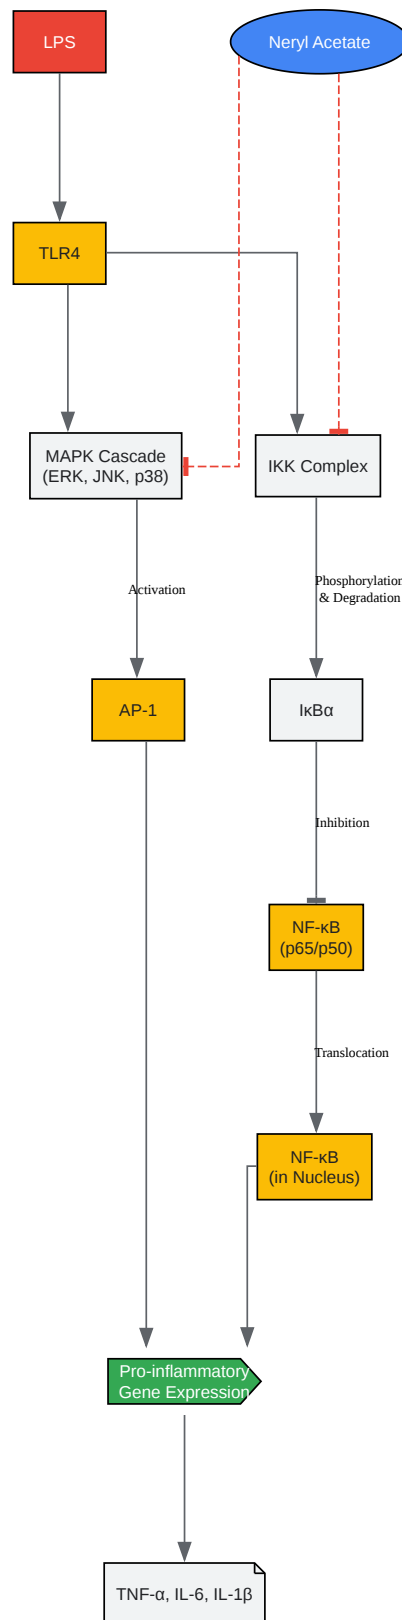 LPS
Neryl Acetate
TLR4
MAPK Cascade
(ERK, JNK, p38)
IKK Complex
Activation
Phosphorylation
& Degradation
AP-1
IκBα
Inhibition
NF-κB
(p65/p50)
Translocation
NF-κB
(in Nucleus)
Pro-inflammatory
Gene Expression
TNF-α, IL-6, IL-1β